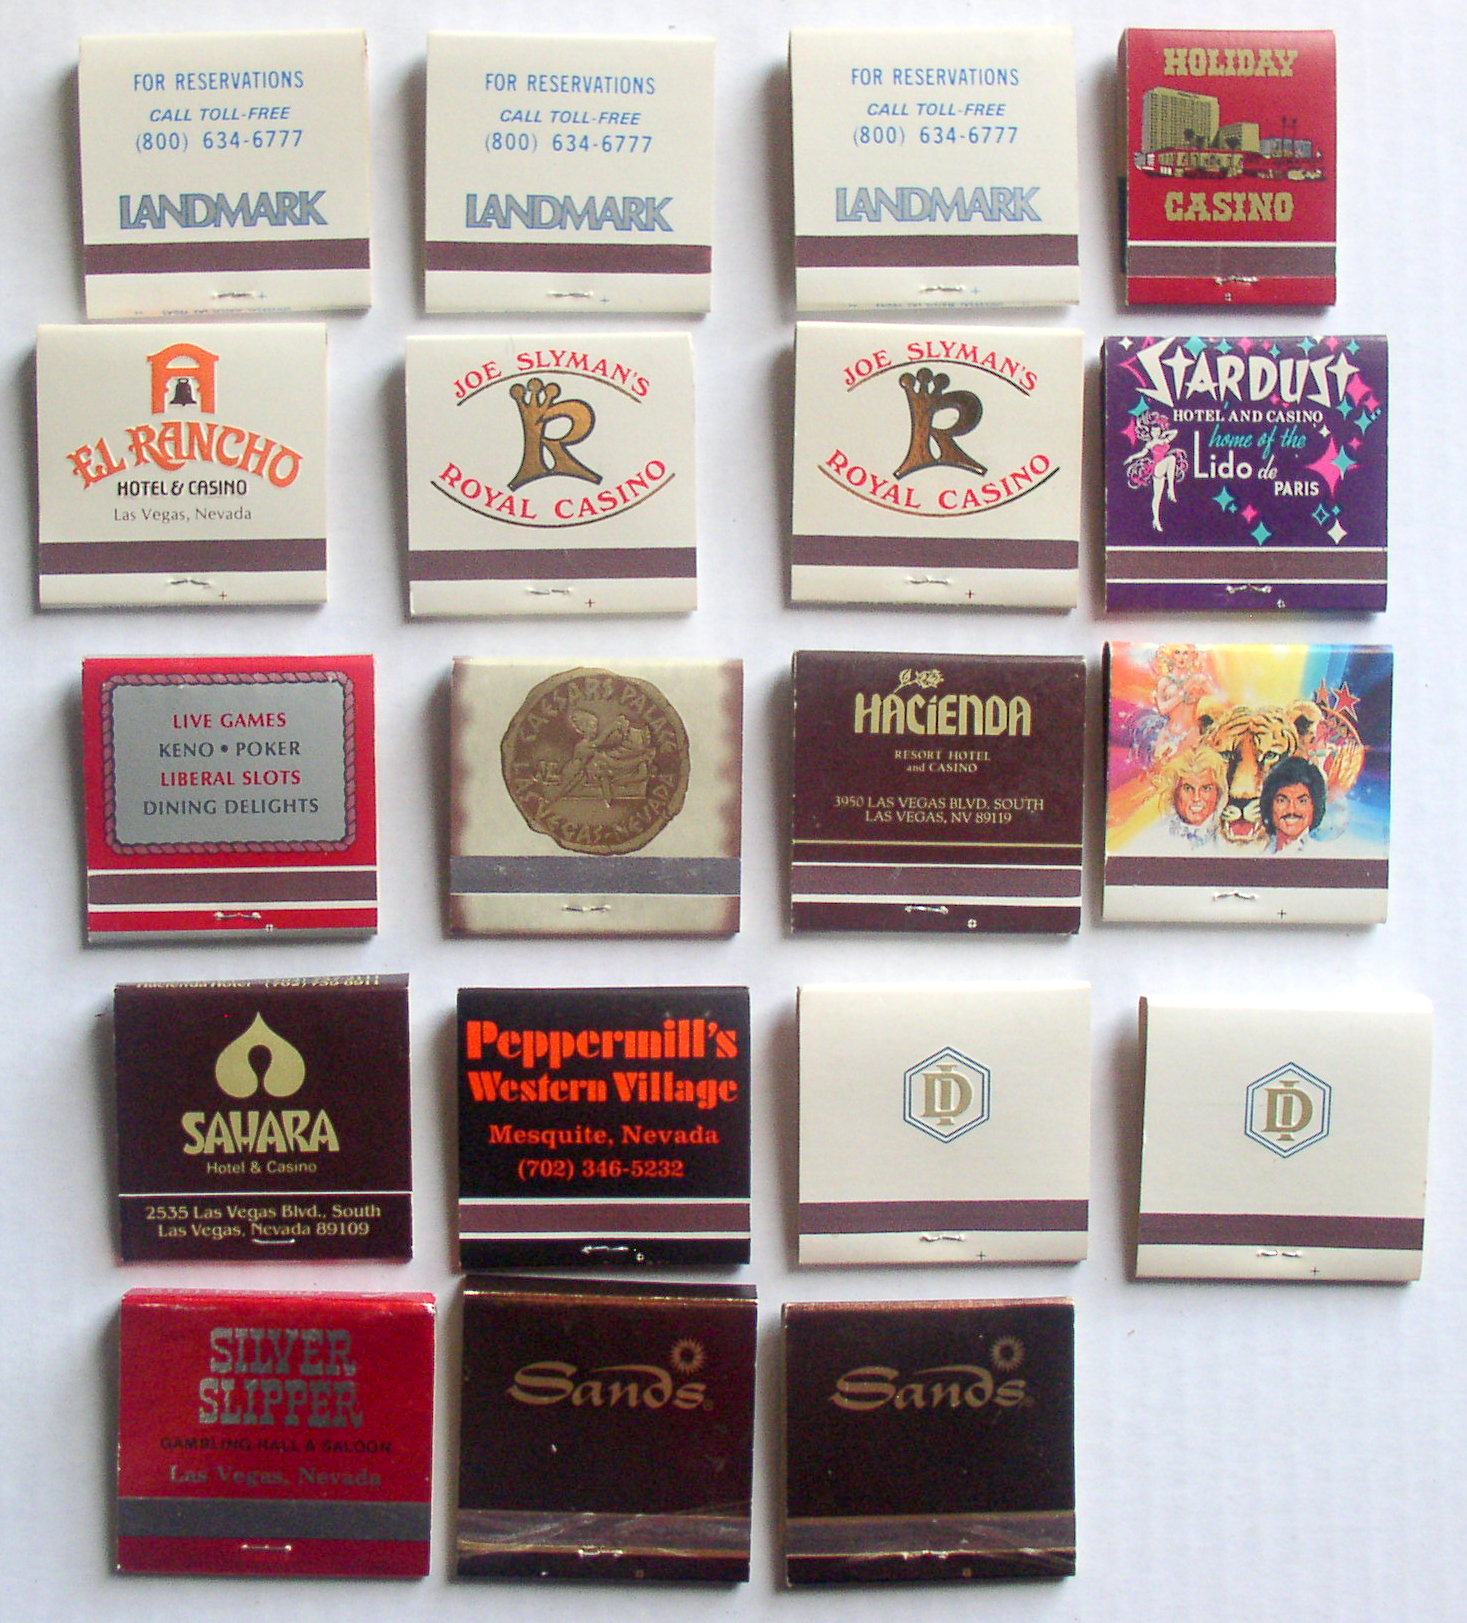 FOR RESERVATIONS
CALL TOLL-FREE
(800) 634-6777
LANDMARK
FOR RESERVATIONS
CALL TOLL-FREE
(800) 634-6777
LANDMARK
FOR RESERVATIONS
CALL TOLL-FREE
(800) 634-6777
LANDMARK
HOLIDAY
CASINO
EL RANCHO
HOTEL & CASINO
Las Vegas, Nevada
JOE SLYMAN'S
R
ROYAL CASINO
JOE SLYMAN'S
R
ROYAL CASINO
STARDUST
HOTEL AND CASINO
home of the
Lido de
PARIS
LIVE GAMES
KENO • POKER
LIBERAL SLOTS
DINING DELIGHTS
CAESARS PALACE
LAS VEGAS-NEVADA
HACIENDA
RESORT HOTEL
and CASINO
3950 LAS VEGAS BLVD. SOUTH
LAS VEGAS, NV 89119
Hacienda Hotel (702) 739-8911
SAHARA
Hotel & Casino
2535 Las Vegas Blvd., South
Las Vegas, Nevada 89109
Peppermill's
Western Village
Mesquite, Nevada
(702) 346-5232
DI
DI
SILVER
SLIPPER
GAMBLING HALL & SALOON
Las Vegas, Nevada
Sands
Sands